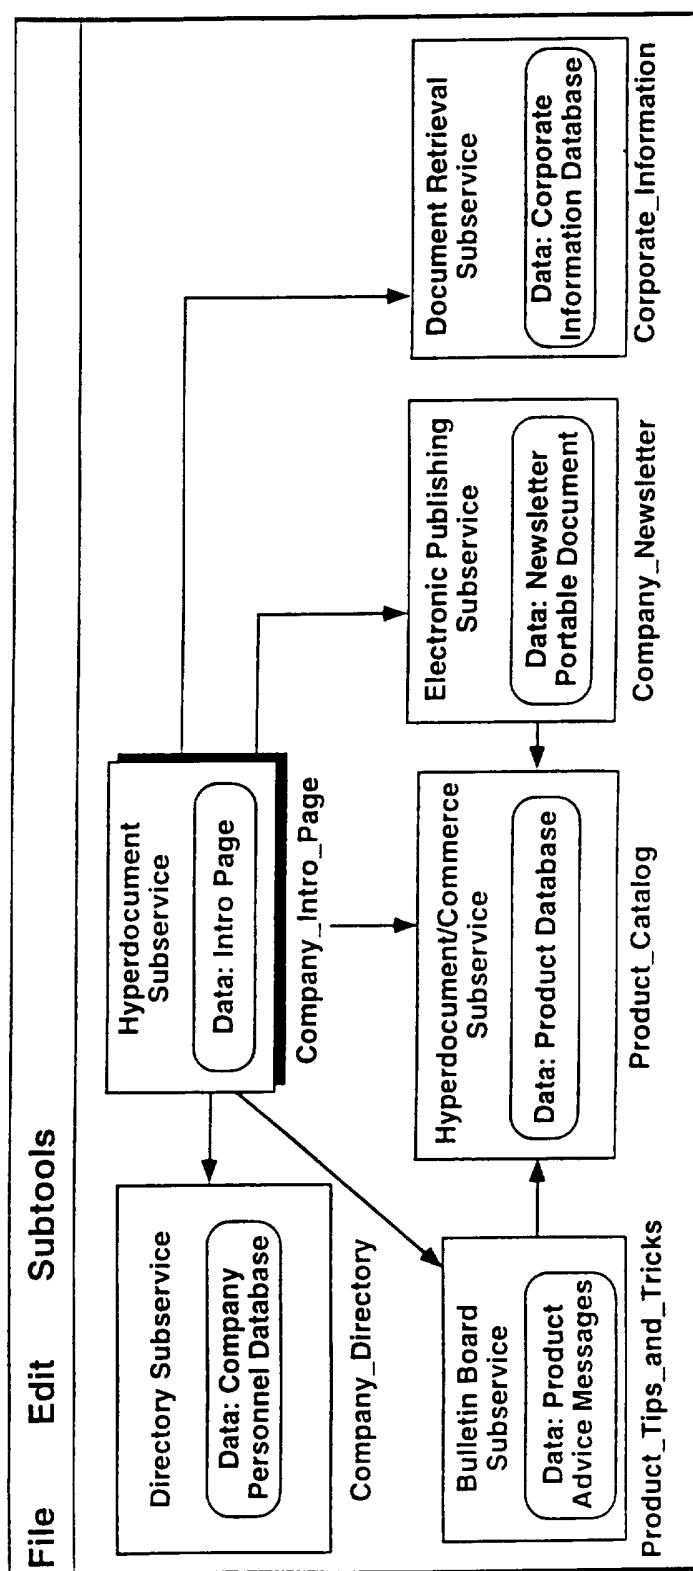 File Edit Subtools
Directory Subservice
Data: Company
Personnel Database
Company_Directory
Hyperdocument
Subservice
Data: Intro Page
Company_Intro_Page
Bulletin Board
Subservice
Data: Product
Advice Messages
Product_Tips_and_Tricks
Hyperdocument/Commerce
Subservice
Data: Product Database
Product_Catalog
Electronic Publishing
Subservice
Data: Newsletter
Portable Document
Company_Newsletter
Document Retrieval
Subservice
Data: Corporate
Information Database
Corporate_Information